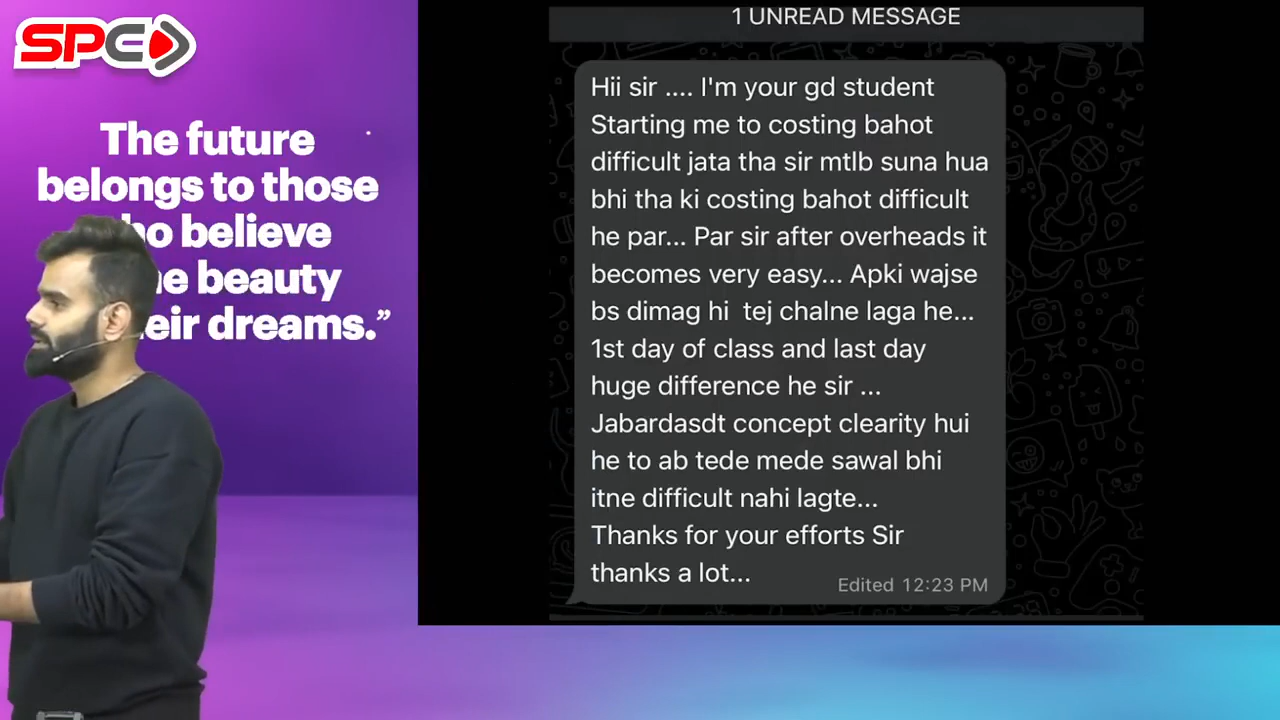 SPC
The future
belongs to those
believe
beauty
dreams.”
1 UNREAD MESSAGE
Hii sir .... I'm your gd student
Starting me to costing bahot
difficult jata tha sir mtlb suna hua
bhi tha ki costing bahot difficult
he par... Par sir after overheads it
becomes very easy... Apki wajse
bs dimag hi  tej chalne laga he...
1st day of class and last day
huge difference he sir ...
Jabardasdt concept clearity hui
he to ab tede mede sawal bhi
itne difficult nahi lagte...
Thanks for your efforts Sir
thanks a lot...
Edited 12:23 PM